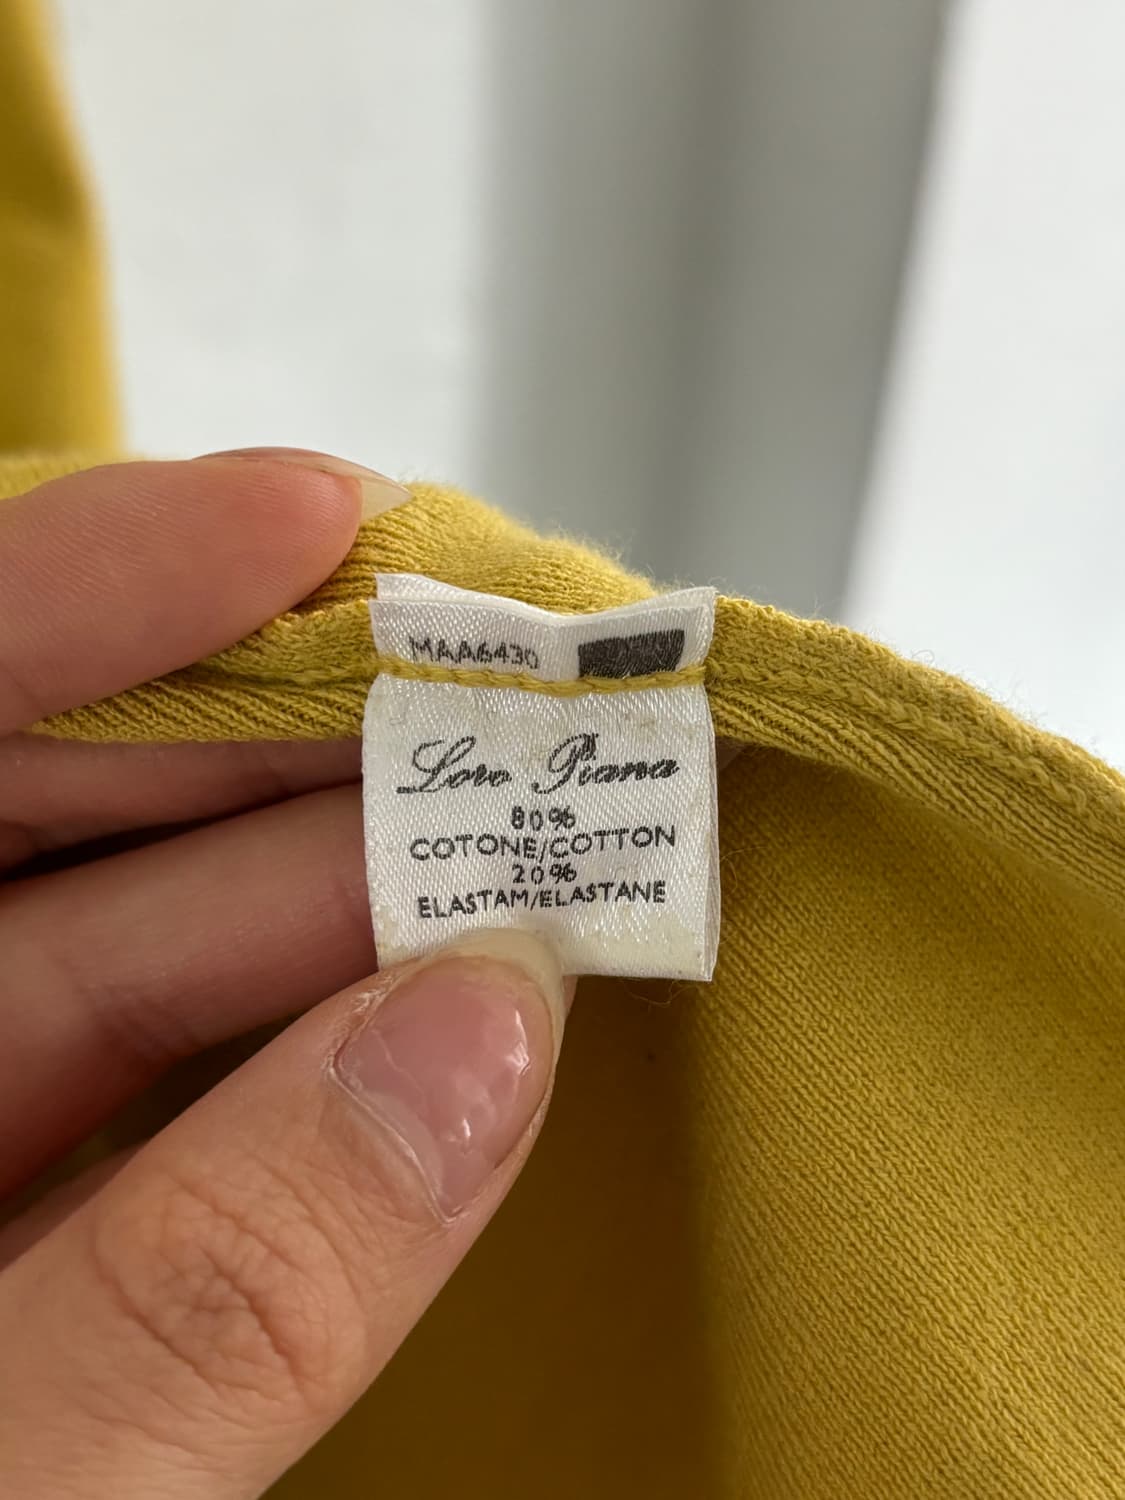 MAA6430
Loro Piana
80%
COTONE/COTTON
20%
ELASTAM/ELASTANE